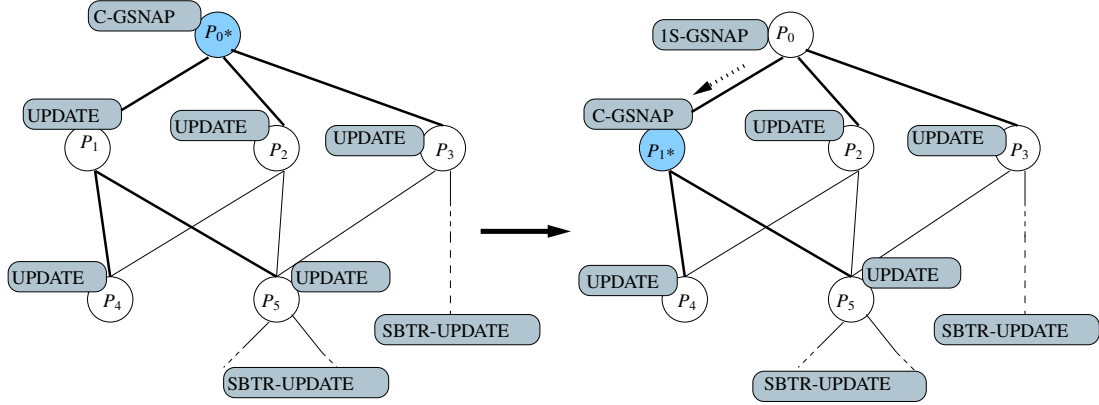 C-GSNAP
P0*
UPDATE
UPDATE
UPDATE
P1
P2
P3
UPDATE
UPDATE
P4
P5
SBTR-UPDATE
SBTR-UPDATE
1S-GSNAP
P0
C-GSNAP
UPDATE
UPDATE
P1*
P2
P3
UPDATE
UPDATE
P4
P5
SBTR-UPDATE
SBTR-UPDATE